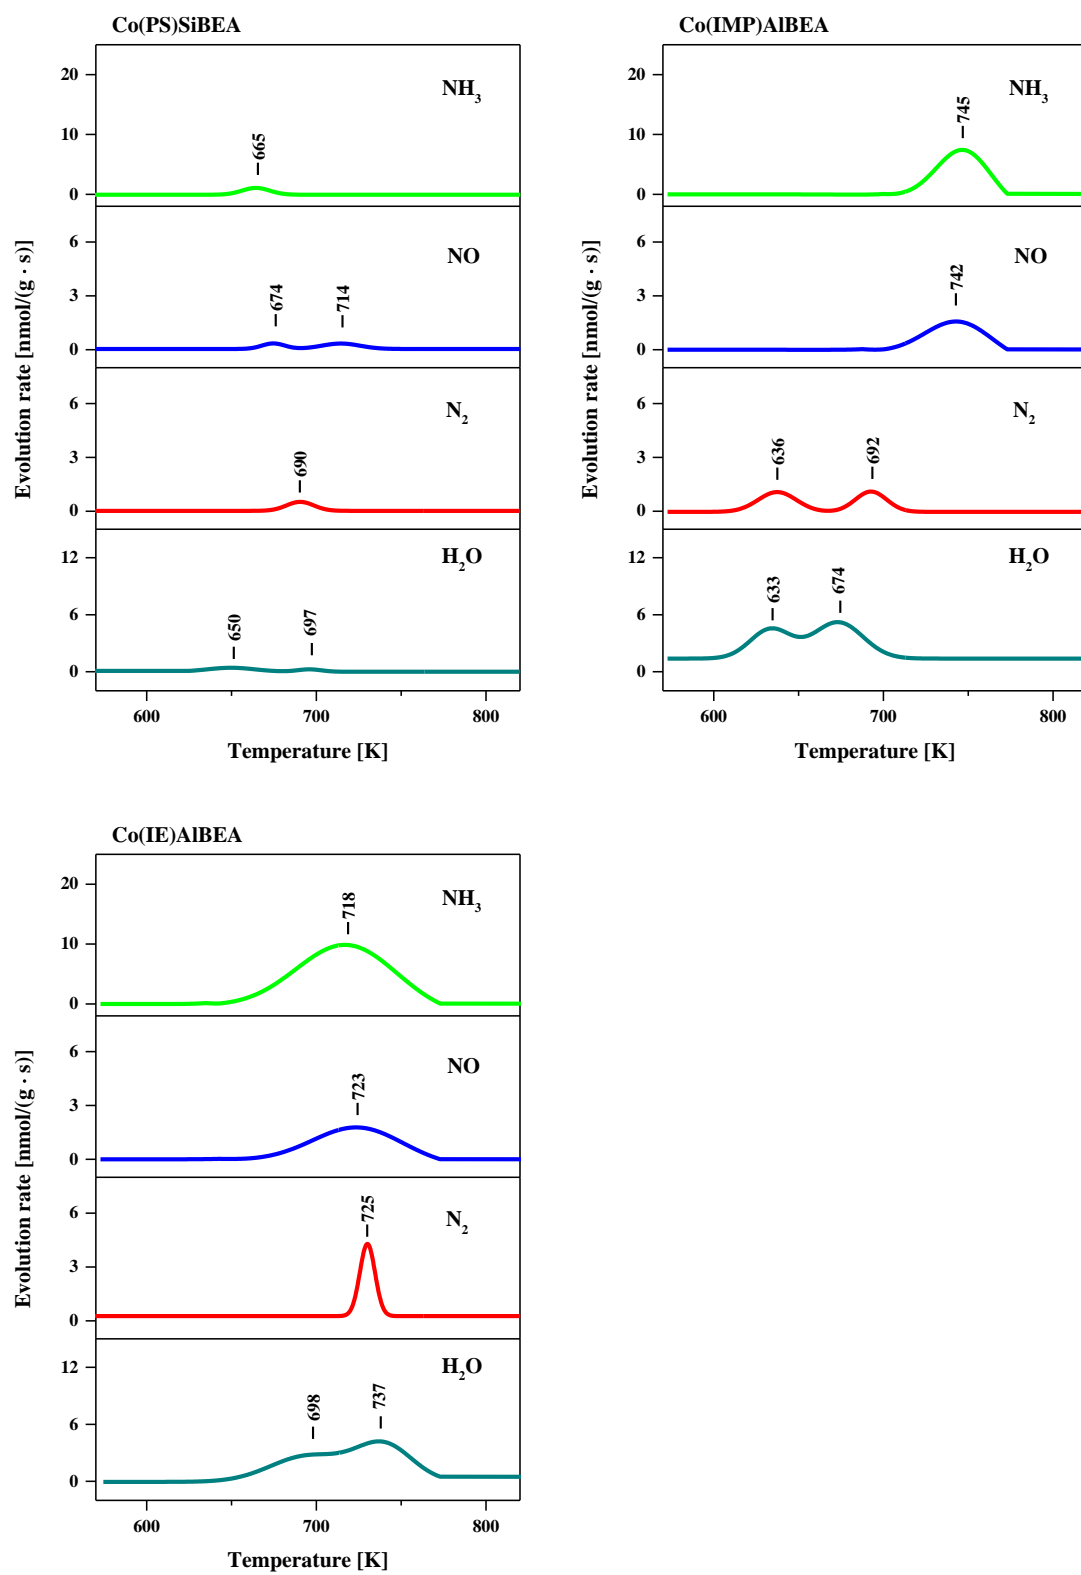 Co(PS)SiBEA
20
10
0
NH3
665
6
3
0
NO
674
714
6
3
0
N2
690
12
6
0
H2O
650
697
600
700
800
Temperature [K]
Evolution rate [nmol/(g · s)]
Co(IMP)AlBEA
20
10
0
NH3
745
6
3
0
NO
742
6
3
0
N2
636
692
12
6
0
H2O
633
674
600
700
800
Temperature [K]
Evolution rate [nmol/(g · s)]
Co(IE)AlBEA
20
10
0
NH3
718
6
3
0
NO
723
6
3
0
N2
725
12
6
0
H2O
698
737
600
700
800
Temperature [K]
Evolution rate [nmol/(g · s)]